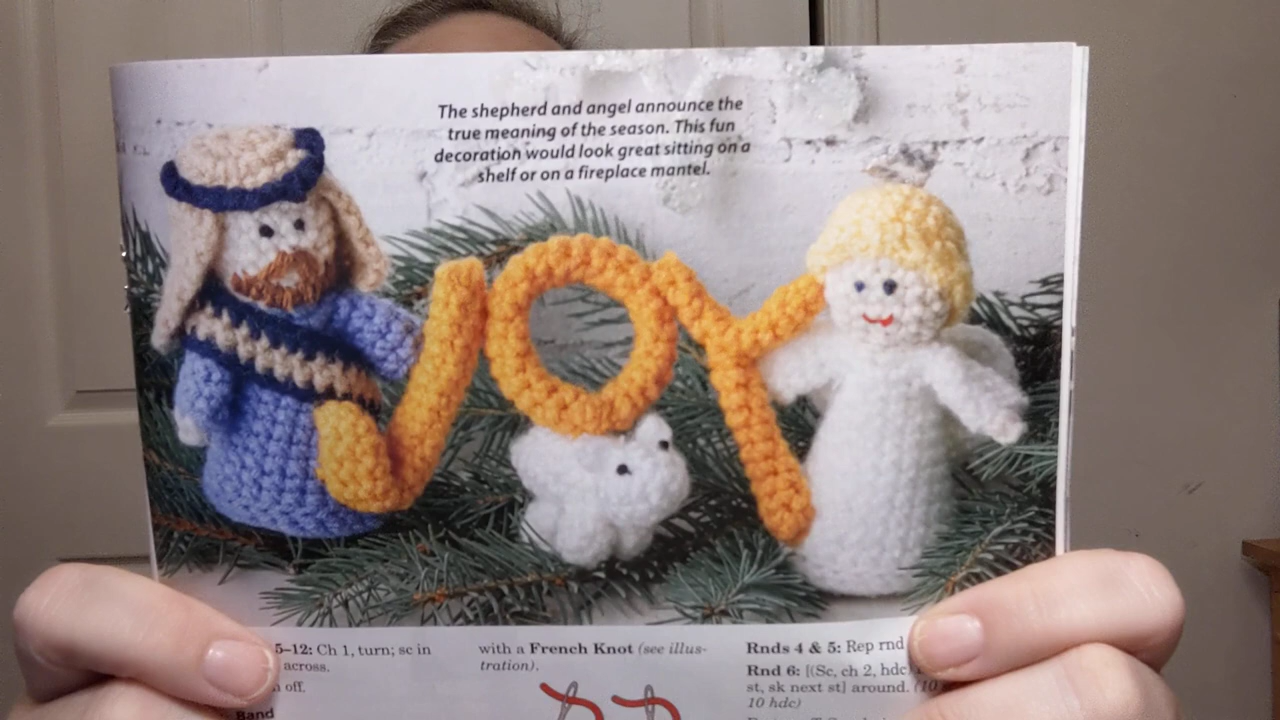 The shepherd and angel announce the
true meaning of the season. This fun
decoration would look great sitting on a
shelf or on a fireplace mantel.
JOY
5–12: Ch 1, turn; sc in
across.
off.
Band
with a French Knot (see illus-
tration).
Rnds 4 & 5: Rep rnd
Rnd 6: [(Sc, ch 2, hdc)
st, sk next st] around. (10
10 hdc)